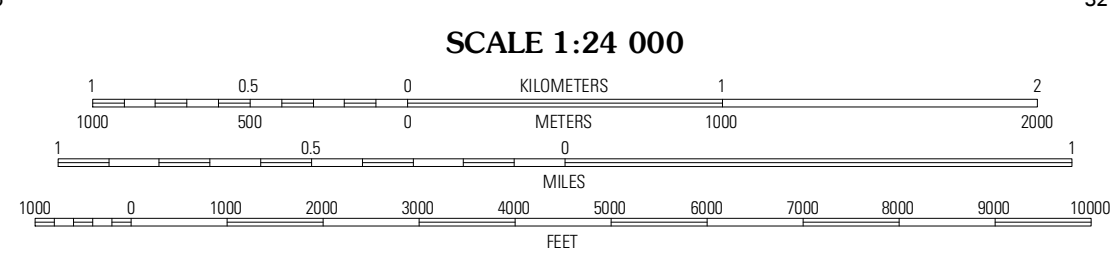 SCALE 1:24 000
1 0.5 0 KILOMETERS 1 2
1000 500 0 METERS 1000 2000
1 0.5 0 1
MILES
1000 0 1000 2000 3000 4000 5000 6000 7000 8000 9000 10000
FEET